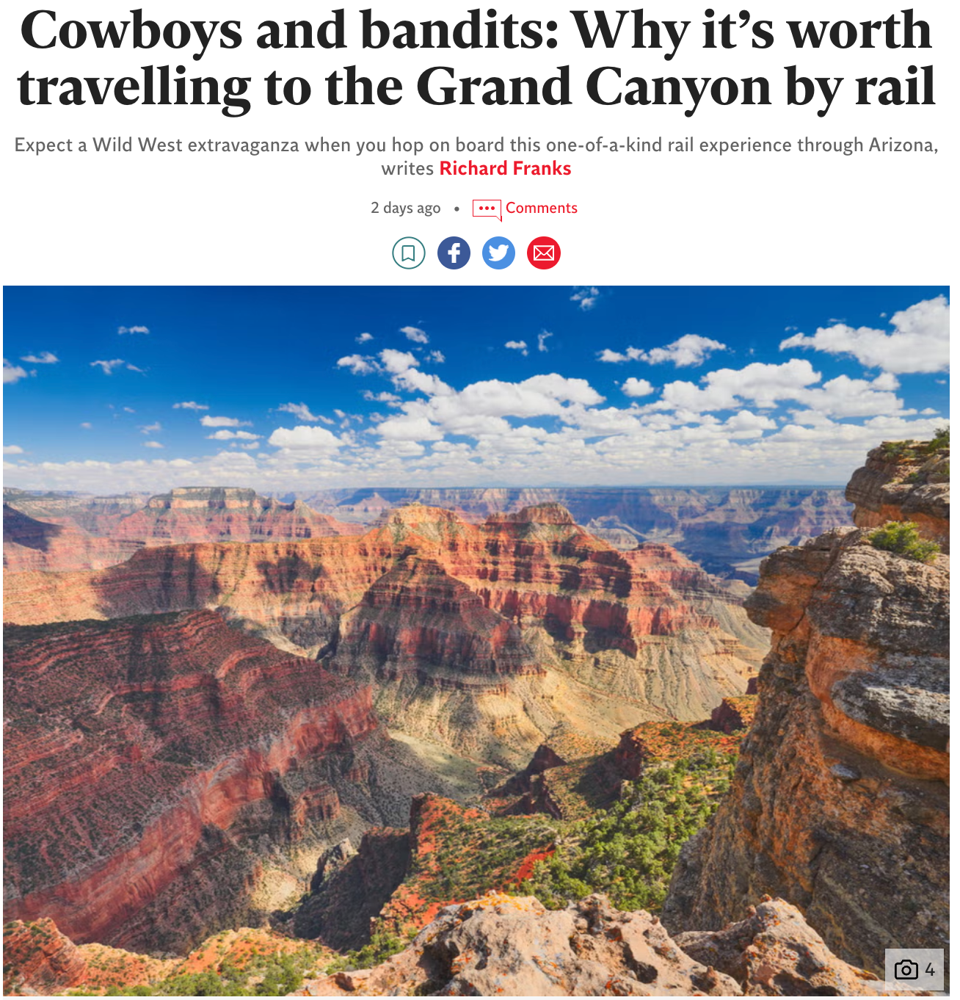 Cowboys and bandits: Why it’s worth
travelling to the Grand Canyon by rail
Expect a Wild West extravaganza when you hop on board this one-of-a-kind rail experience through Arizona,
writes Richard Franks
2 days ago • Comments
4